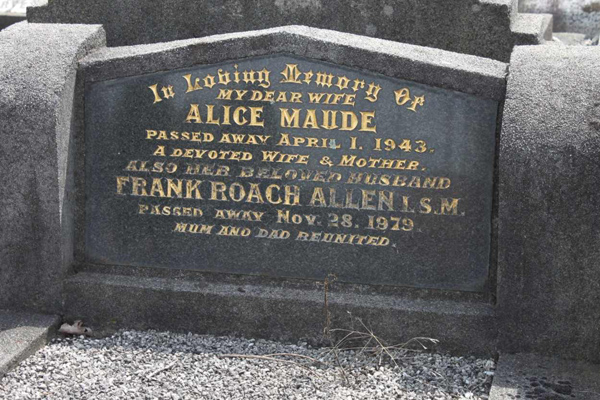 In Loving Memory Of
MY DEAR WIFE
ALICE MAUDE
PASSED AWAY APRIL 1. 1943.
A DEVOTED WIFE & MOTHER.
ALSO HER BELOVED HUSBAND
FRANK ROACH ALLEN I.S.M.
PASSED AWAY NOV. 28. 1979.
MUM AND DAD REUNITED.